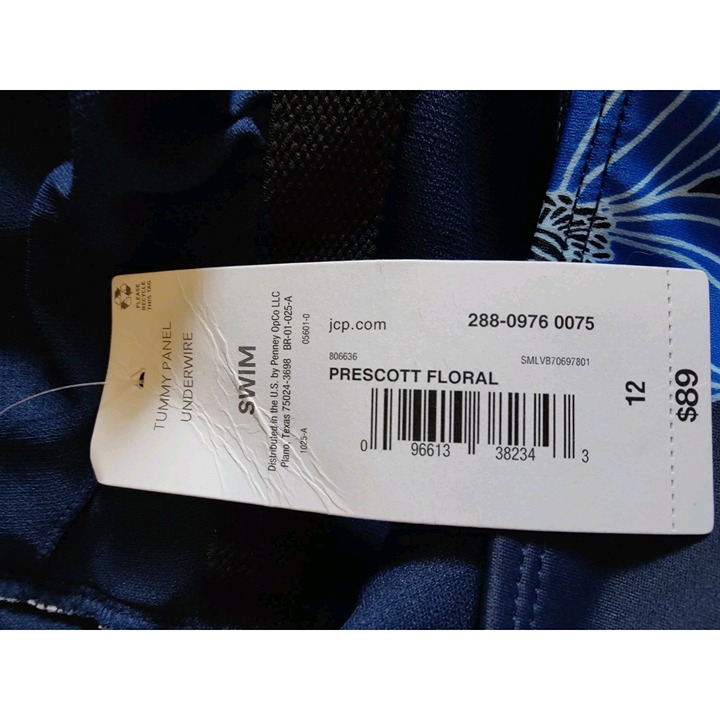 PLEASE
RECYCLE
THIS TAG
TUMMY PANEL
UNDERWIRE
SWIM
Distributed in the U.S. by Penney OpCo LLC
Plano, Texas 75024-3698 BR-01-025-A
1025-A
05601-0
jcp.com
288-0976 0075
806636
SMLVB70697801
PRESCOTT FLORAL
0 96613 38234 3
12
$89